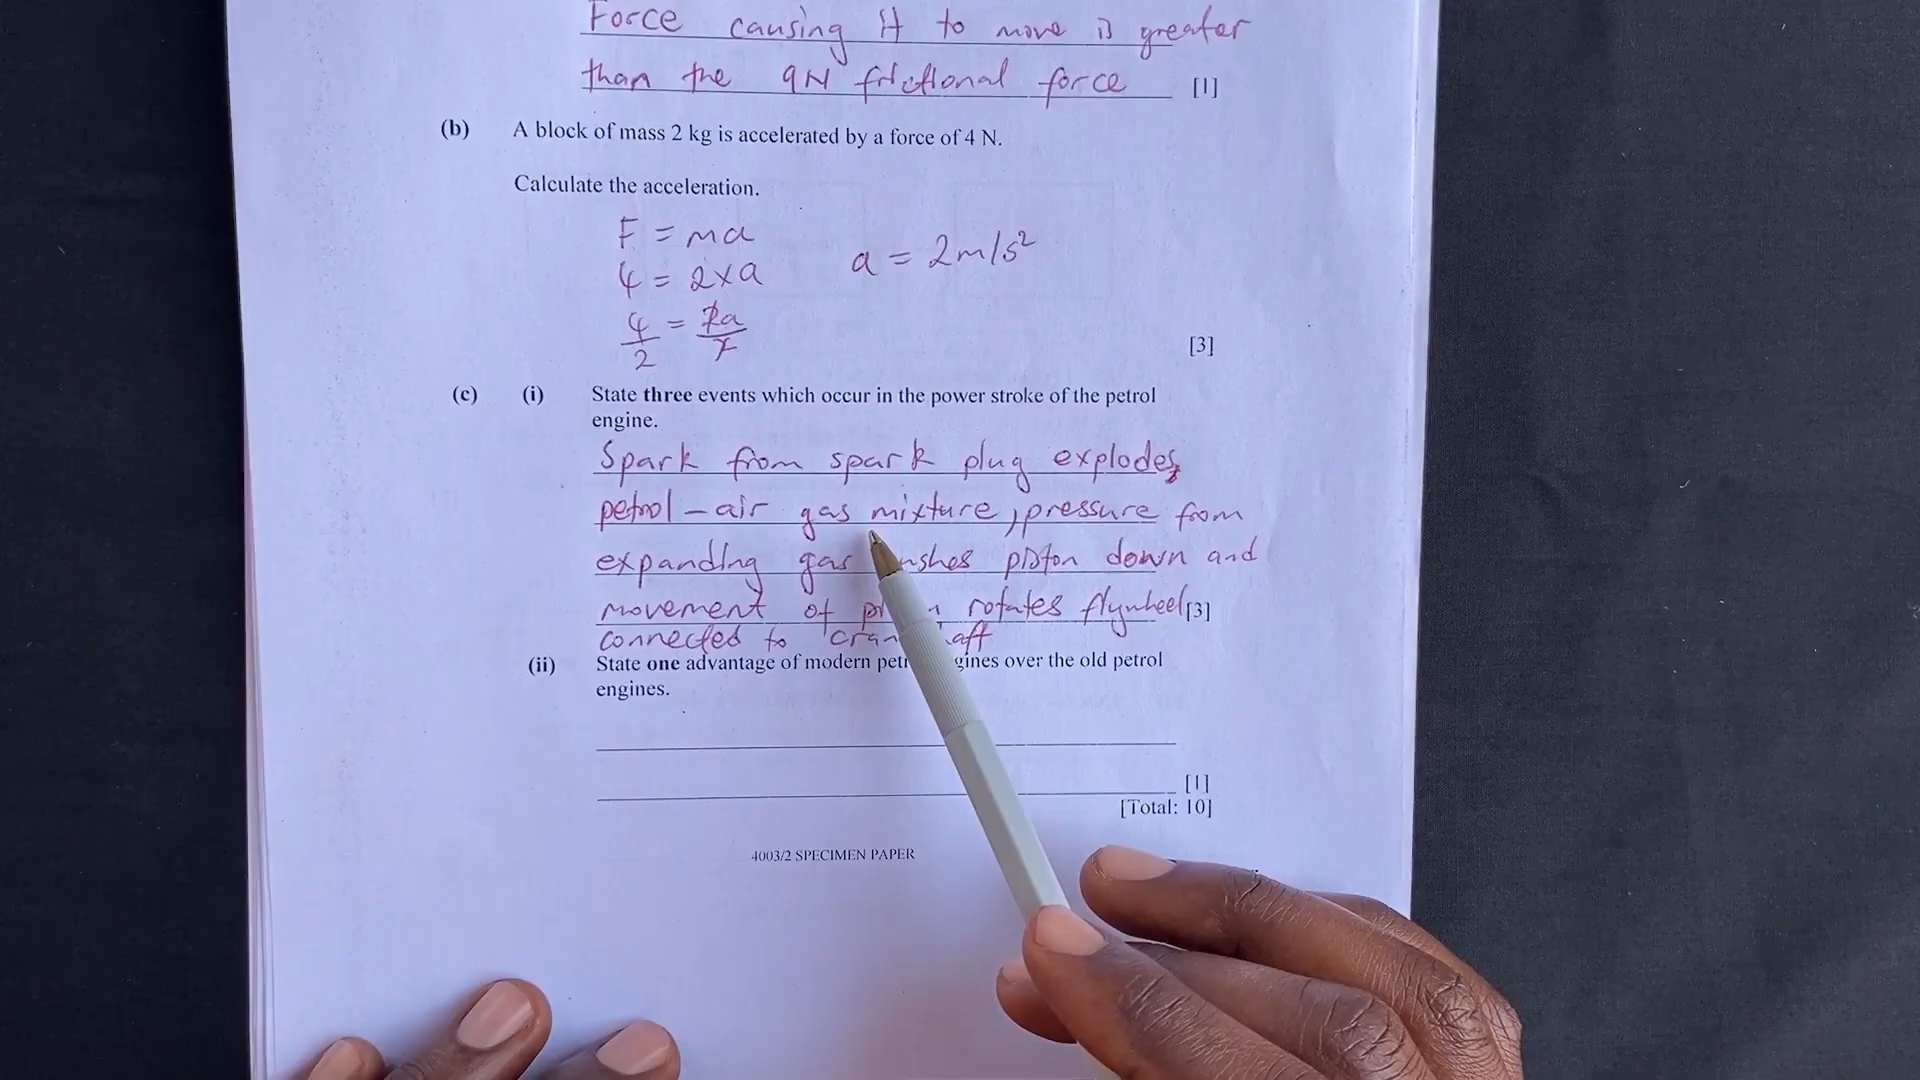 Force causing it to move is greater
than the 9N frictional force [1]
(b) A block of mass 2 kg is accelerated by a force of 4 N.
Calculate the acceleration.
F = ma
a = 2m/s²
4 = 2×a
4/2 = 2a/2
[3]
(c) (i) State three events which occur in the power stroke of the petrol
engine.
Spark from spark plug explodes
petrol-air gas mixture, pressure from
expanding gas piston down and
movement of rotates flywheel [3]
connected to
(ii) State one advantage of modern over the old petrol
engines.
[1]
[Total: 10]
4003/2 SPECIMEN PAPER